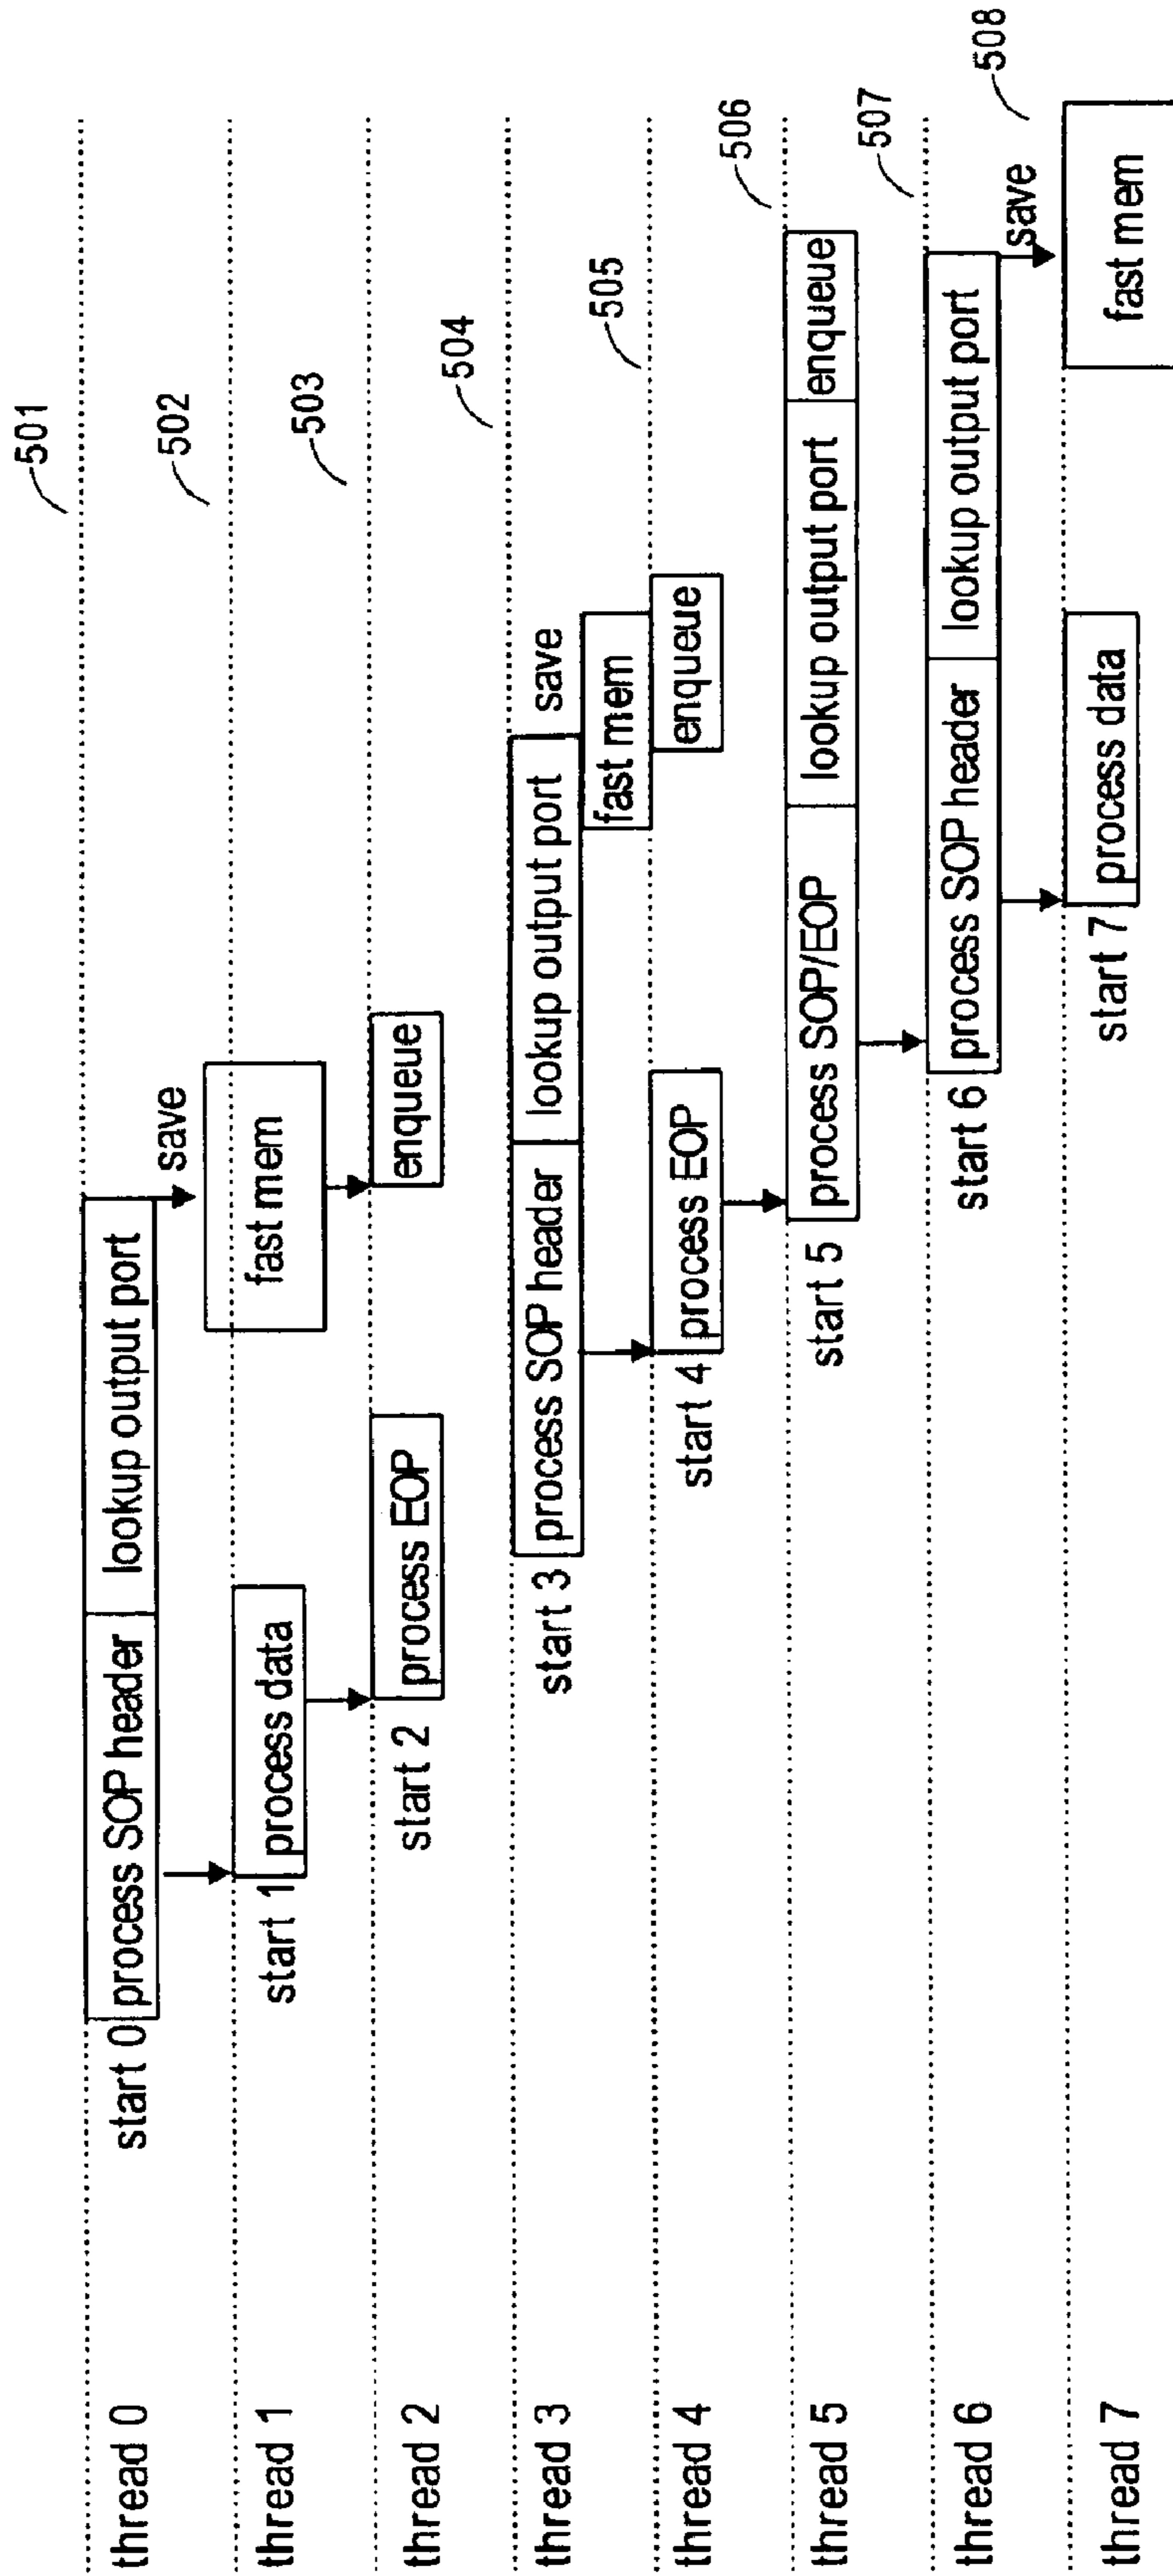 501
thread 0
start 0 process SOP header lookup output port
save
502
thread 1
start 1 process data
fast mem
503
thread 2
start 2 process EOP
enqueue
504
thread 3
start 3 process SOP header lookup output port
save
fast mem
505
thread 4
start 4 process EOP
enqueue
506
thread 5
start 5 process SOP/EOP lookup output port enqueue
507
thread 6
start 6 process SOP header lookup output port
save
508
thread 7
start 7 process data
fast mem